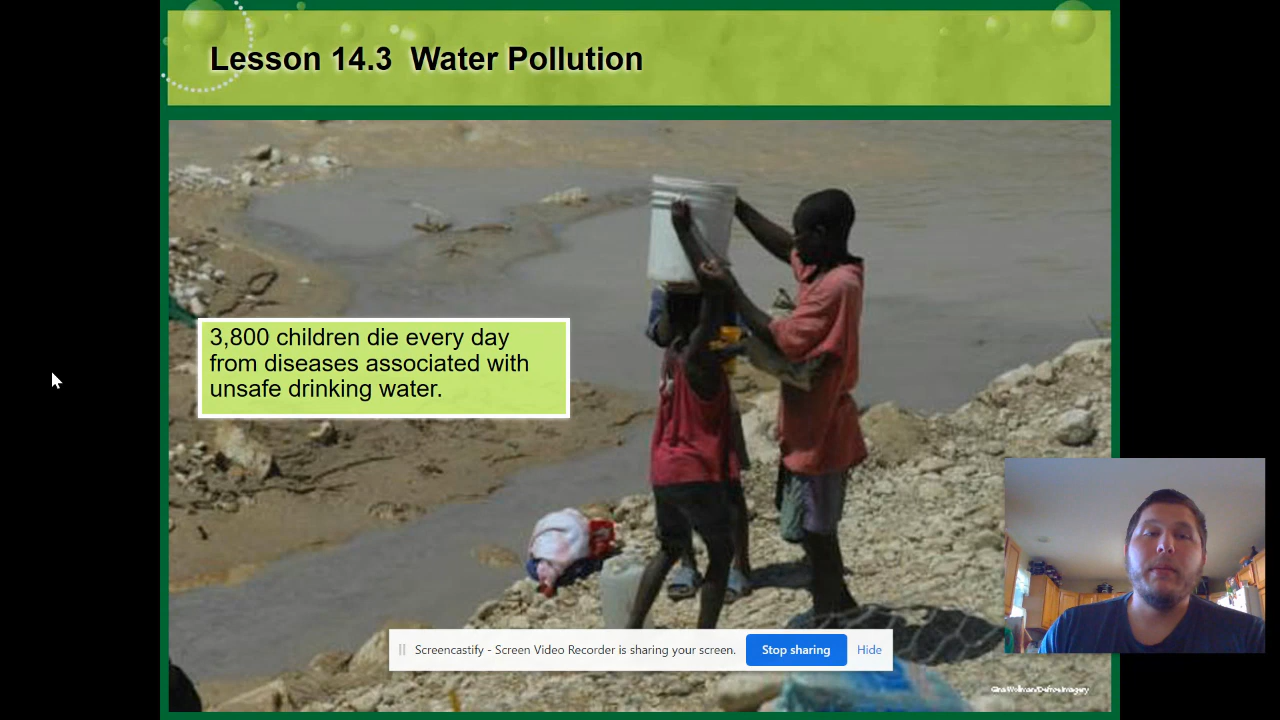 Lesson 14.3 Water Pollution
3,800 children die every day
from diseases associated with
unsafe drinking water.
Screencastify - Screen Video Recorder is sharing your screen.
Stop sharing
Hide